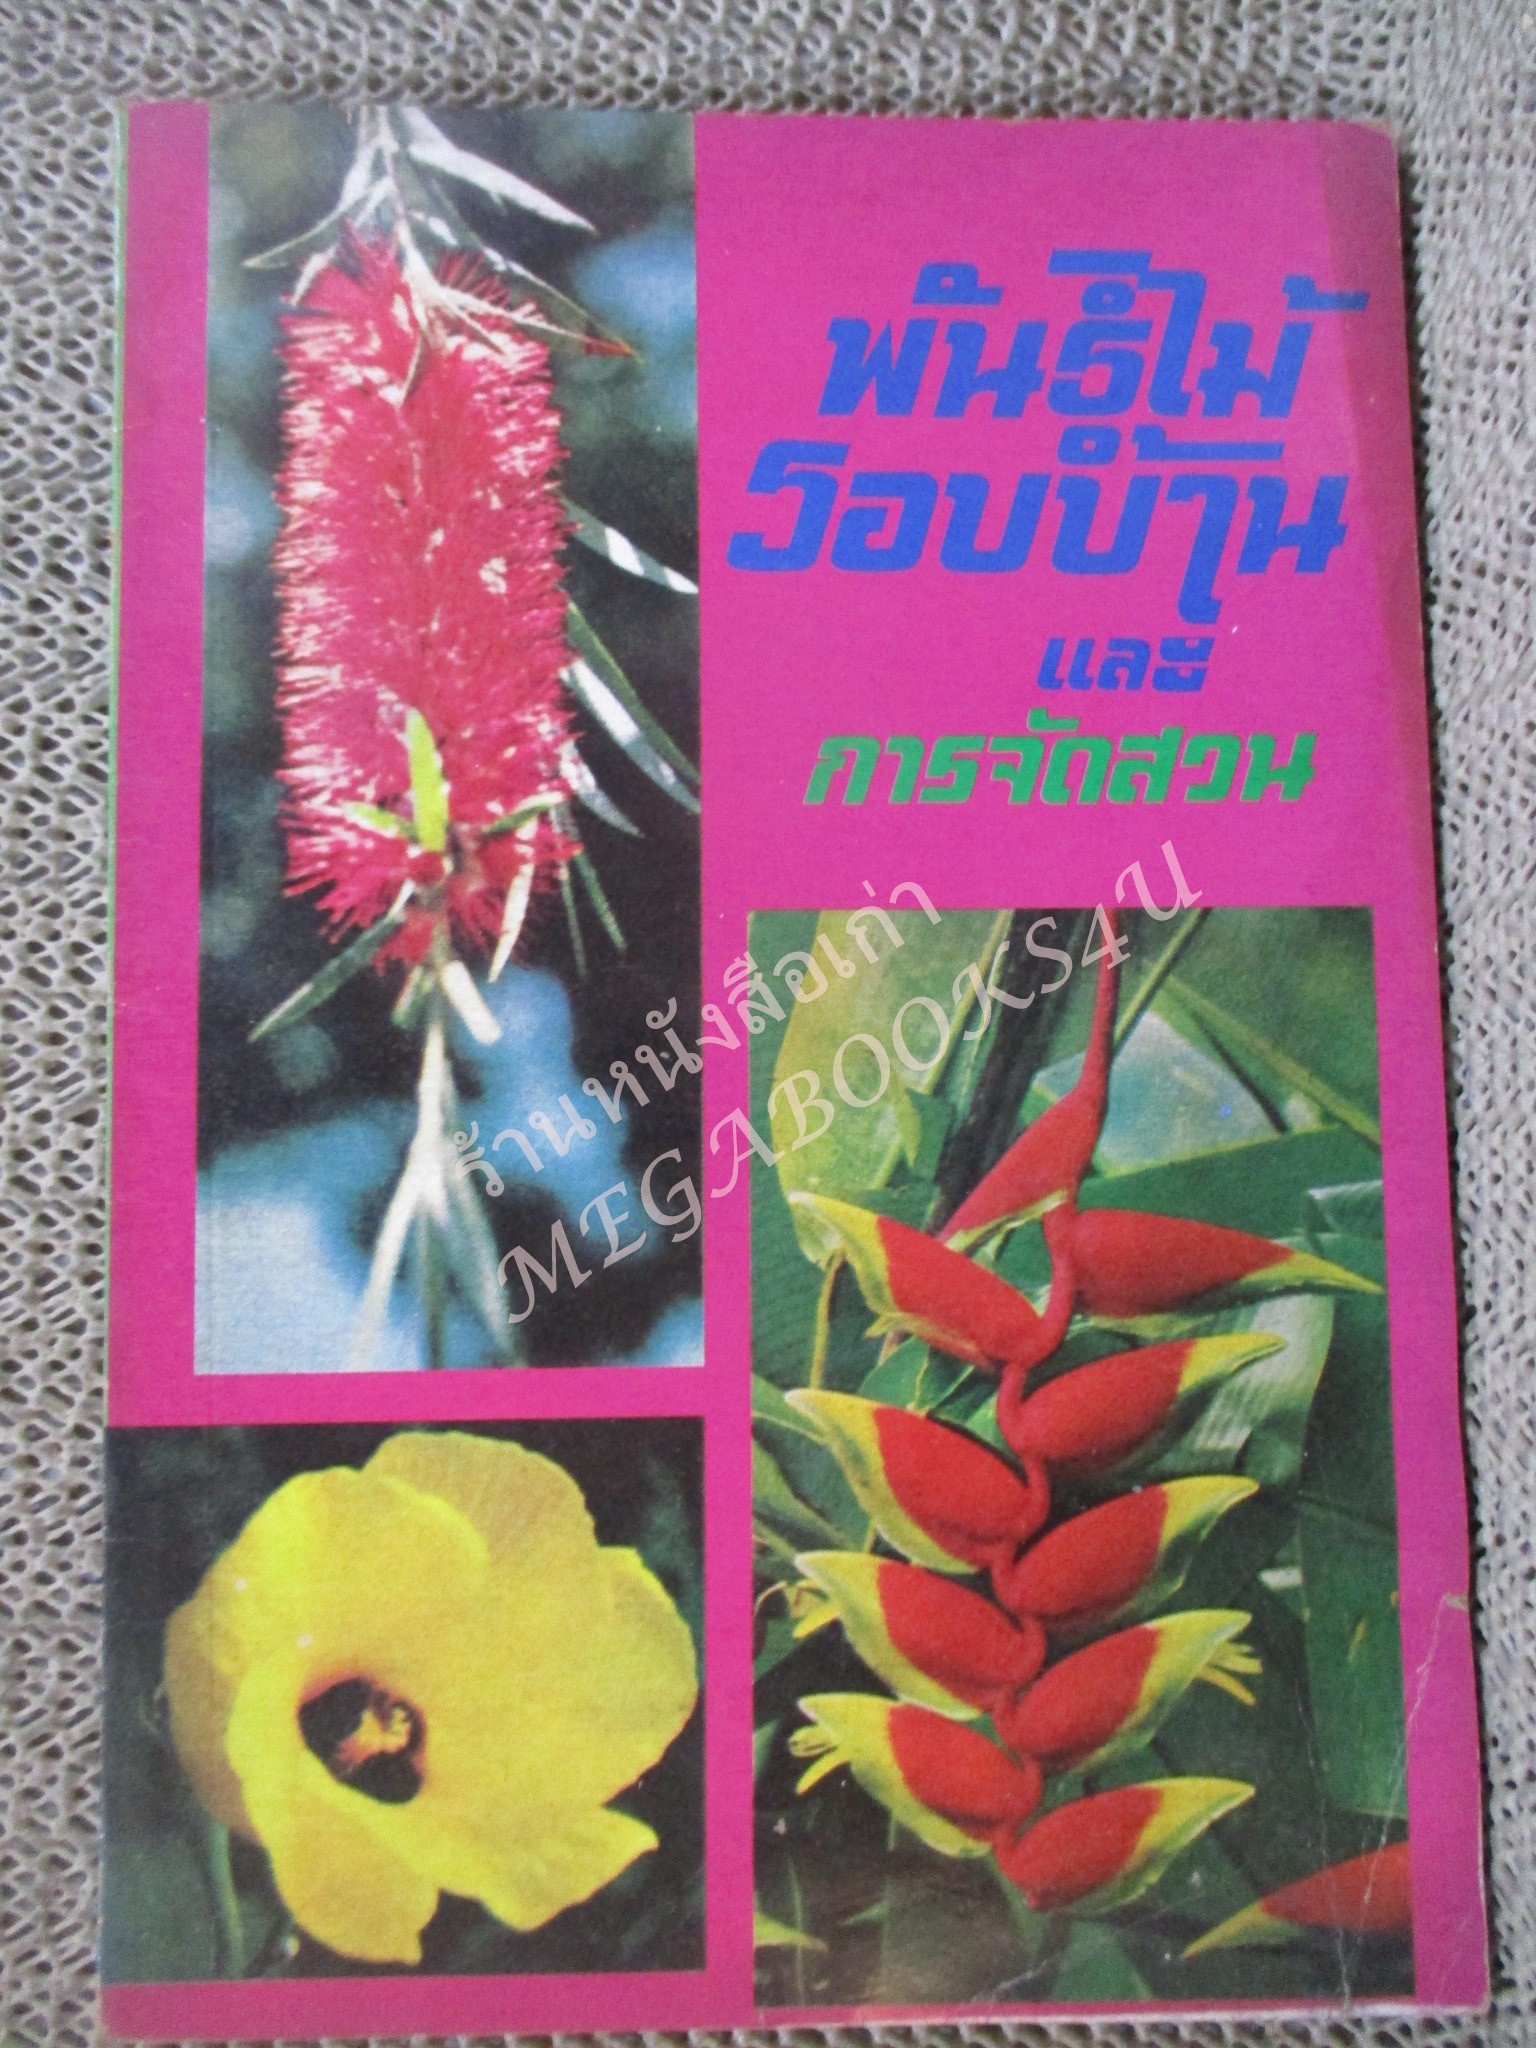 พันธุ์ไม้
รอบบ้าน
และ
การจัดสวน
ร้านหนังสือเก่า
MEGABOOKS4U